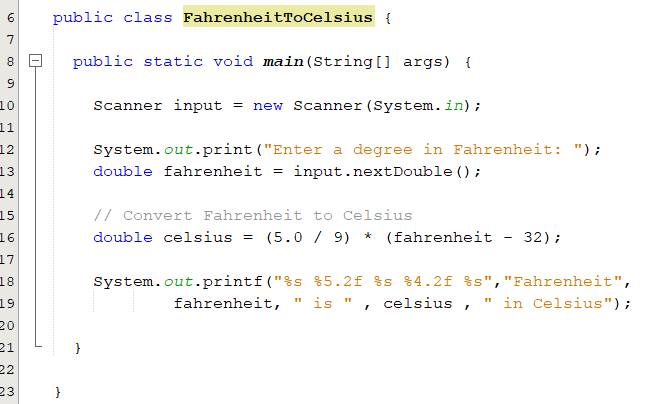 6 public class FahrenheitToCelsius {
7
8 public static void main(String[] args) {
9
10 Scanner input = new Scanner(System.in);
11
12 System.out.print("Enter a degree in Fahrenheit: ");
13 double fahrenheit = input.nextDouble();
14
15 // Convert Fahrenheit to Celsius
16 double celsius = (5.0 / 9) * (fahrenheit - 32);
17
18 System.out.printf("%s %5.2f %s %4.2f %s","Fahrenheit",
19 fahrenheit, " is " , celsius , " in Celsius");
20
21 }
22
23 }